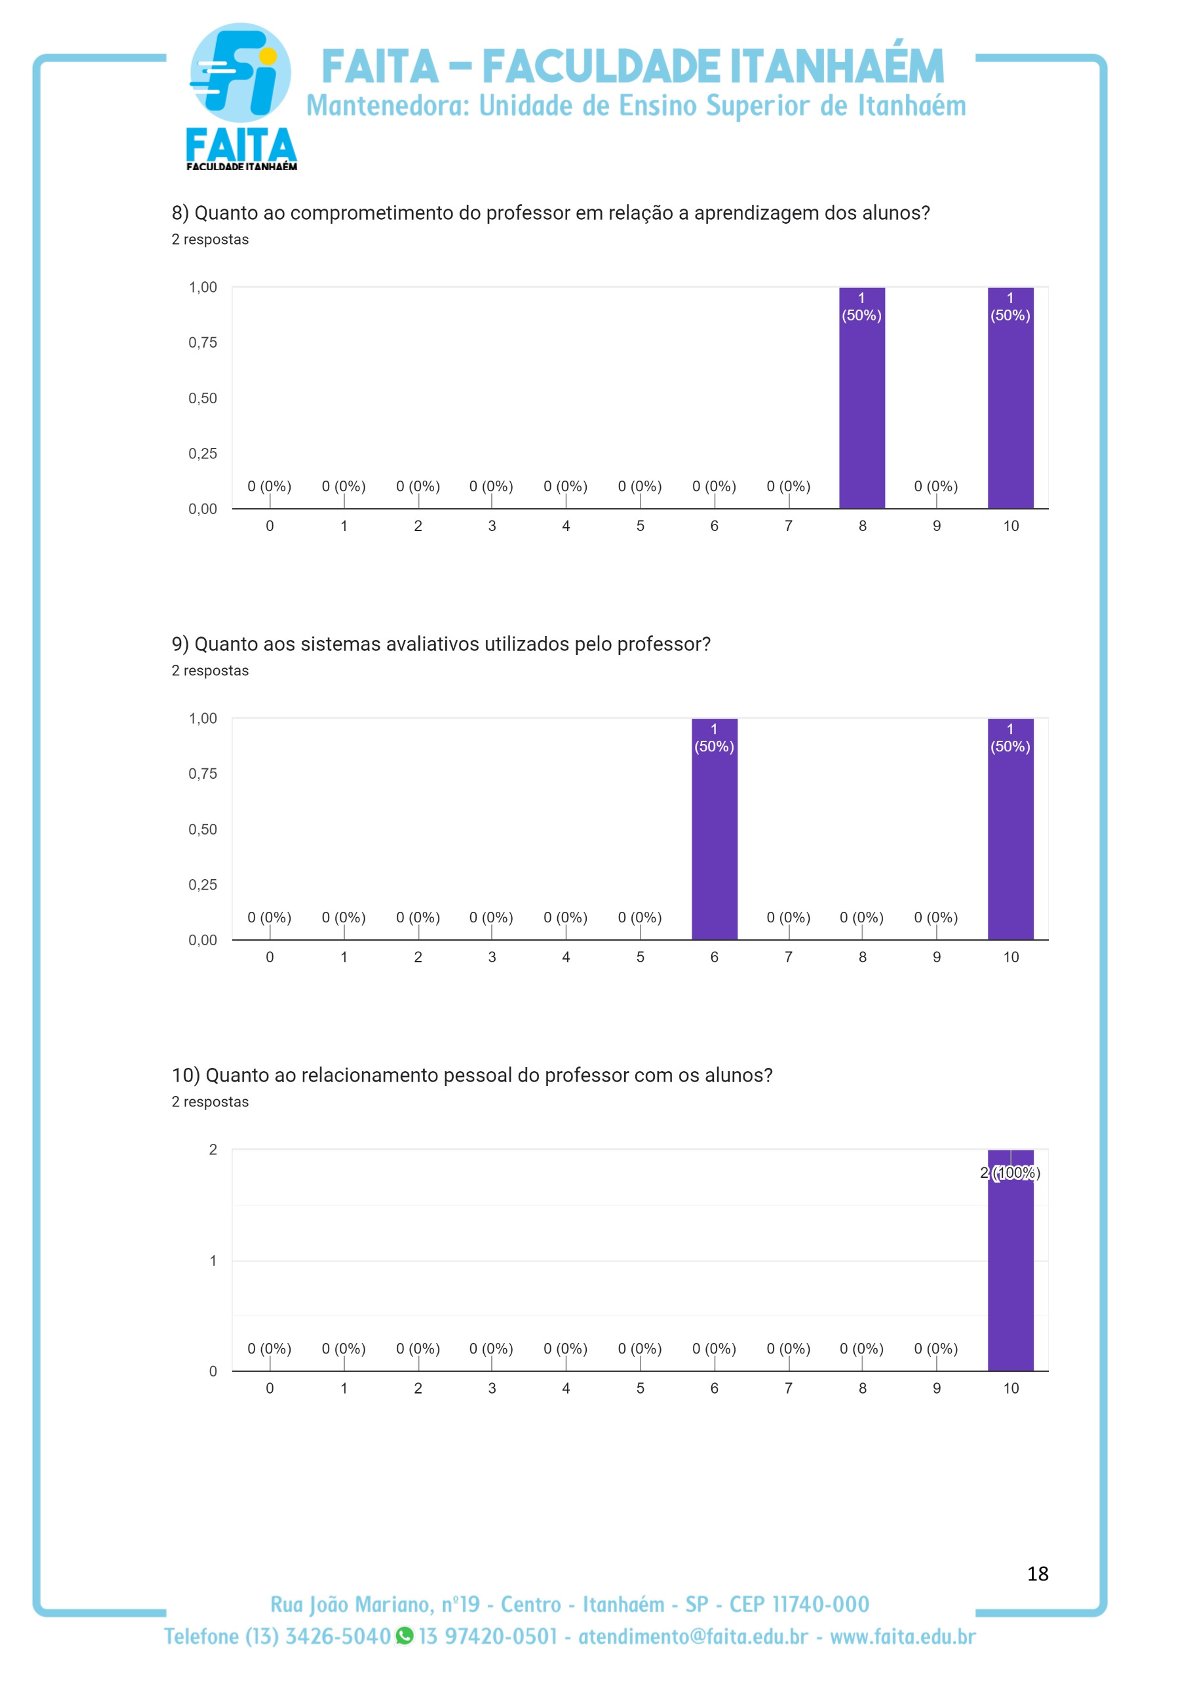 FAITA – FACULDADE ITANHAÉM
Mantenedora: Unidade de Ensino Superior de Itanhaém
Fi
FAITA
FACULDADE ITANHAÉM
8) Quanto ao comprometimento do professor em relação a aprendizagem dos alunos?
2 respostas
1,00
0,75
0,50
0,25
0,00
0 (0%) 0 (0%) 0 (0%) 0 (0%) 0 (0%) 0 (0%) 0 (0%) 0 (0%) 1 (50%) 0 (0%) 1 (50%)
0 1 2 3 4 5 6 7 8 9 10
9) Quanto aos sistemas avaliativos utilizados pelo professor?
2 respostas
1,00
0,75
0,50
0,25
0,00
0 (0%) 0 (0%) 0 (0%) 0 (0%) 0 (0%) 0 (0%) 1 (50%) 0 (0%) 0 (0%) 0 (0%) 1 (50%)
0 1 2 3 4 5 6 7 8 9 10
10) Quanto ao relacionamento pessoal do professor com os alunos?
2 respostas
2
1
0
0 (0%) 0 (0%) 0 (0%) 0 (0%) 0 (0%) 0 (0%) 0 (0%) 0 (0%) 0 (0%) 0 (0%) 2 (100%)
0 1 2 3 4 5 6 7 8 9 10
18
Rua João Mariano, nº19 - Centro - Itanhaém - SP - CEP 11740-000
Telefone (13) 3426-5040 13 97420-0501 - atendimento@faita.edu.br - www.faita.edu.br